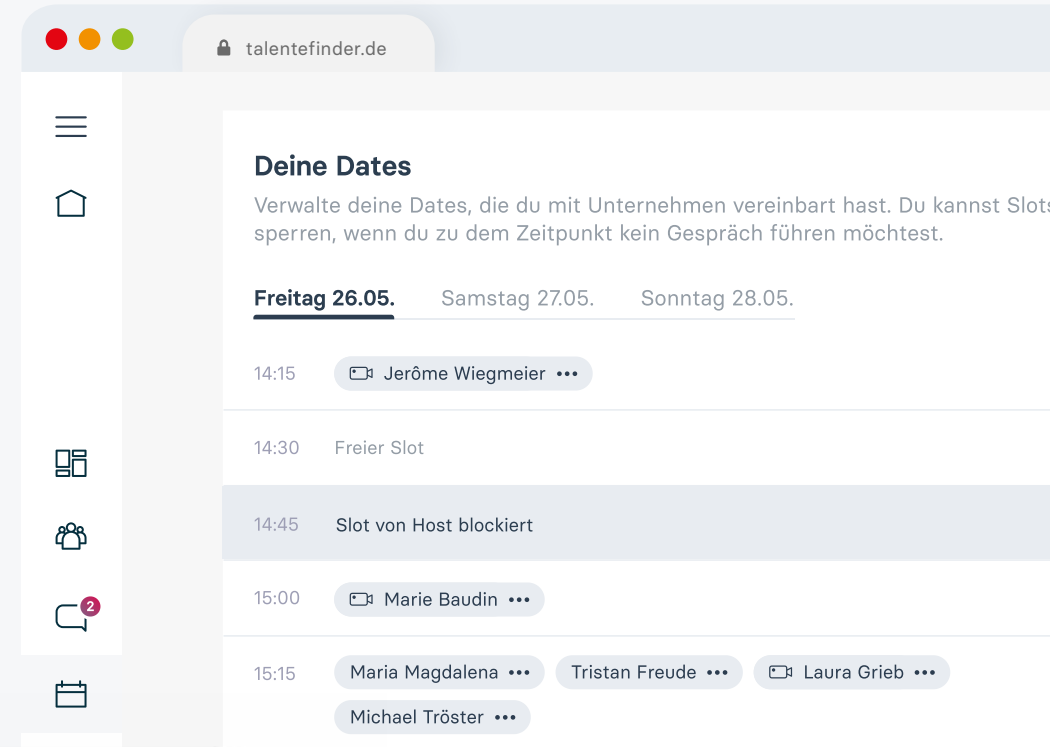 talentefinder.de
Deine Dates
Verwalte deine Dates, die du mit Unternehmen vereinbart hast. Du kannst Slots
sperren, wenn du zu dem Zeitpunkt kein Gespräch führen möchtest.
Freitag 26.05. Samstag 27.05. Sonntag 28.05.
14:15 Jerôme Wiegmeier •••
14:30 Freier Slot
14:45 Slot von Host blockiert
15:00 Marie Baudin •••
2
15:15 Maria Magdalena ••• Tristan Freude ••• Laura Grieb •••
Michael Tröster •••